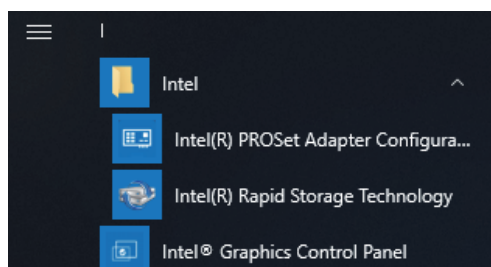 I
Intel
Intel(R) PROSet Adapter Configura...
Intel(R) Rapid Storage Technology
Intel® Graphics Control Panel